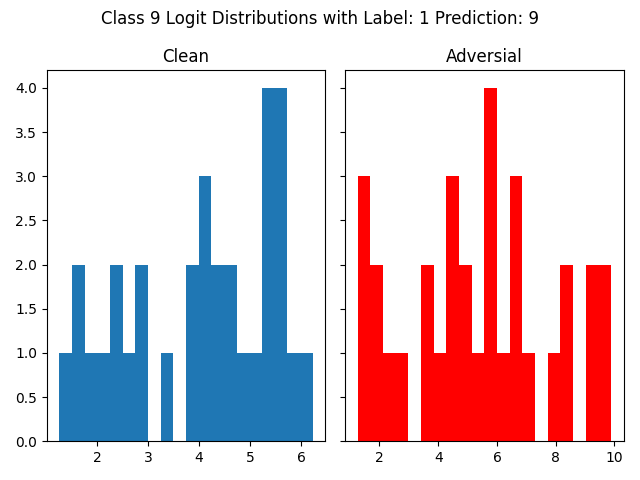 Class 9 Logit Distributions with Label: 1 Prediction: 9
Clean
Adversial
4.0
3.5
3.0
2.5
2.0
1.5
1.0
0.5
0.0
2 3 4 5 6
2 4 6 8 10